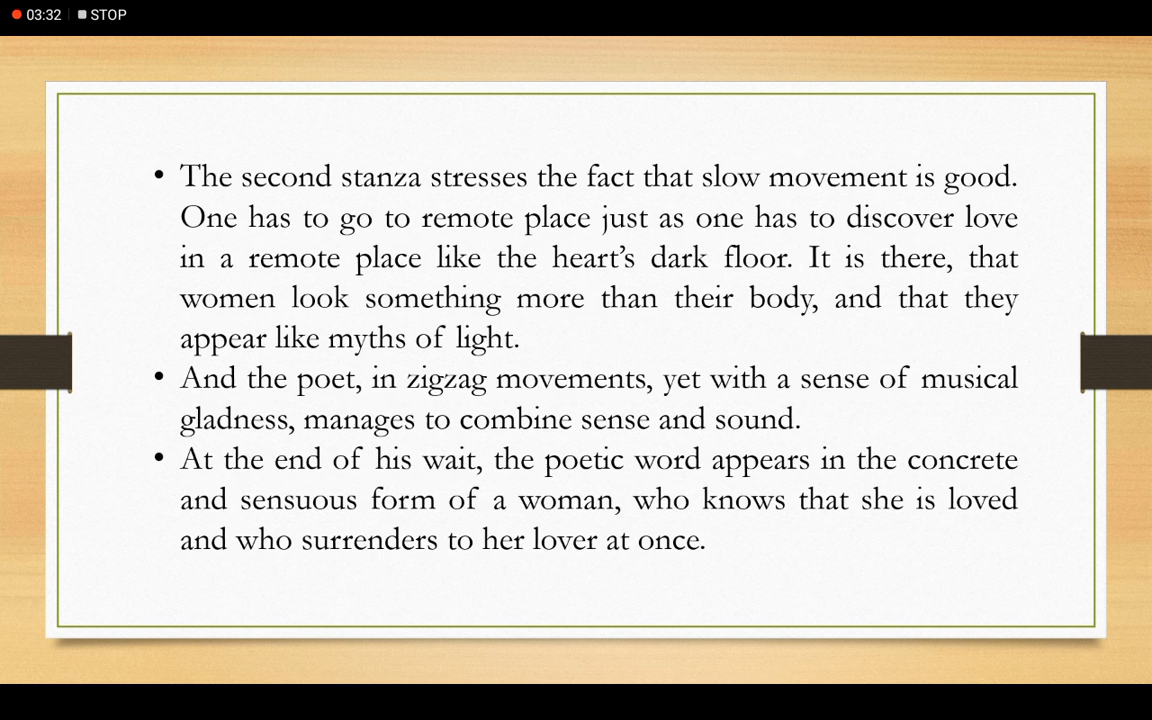 03:32 STOP
• The second stanza stresses the fact that slow movement is good.
One has to go to remote place just as one has to discover love
in a remote place like the heart’s dark floor. It is there, that
women look something more than their body, and that they
appear like myths of light.
• And the poet, in zigzag movements, yet with a sense of musical
gladness, manages to combine sense and sound.
• At the end of his wait, the poetic word appears in the concrete
and sensuous form of a woman, who knows that she is loved
and who surrenders to her lover at once.